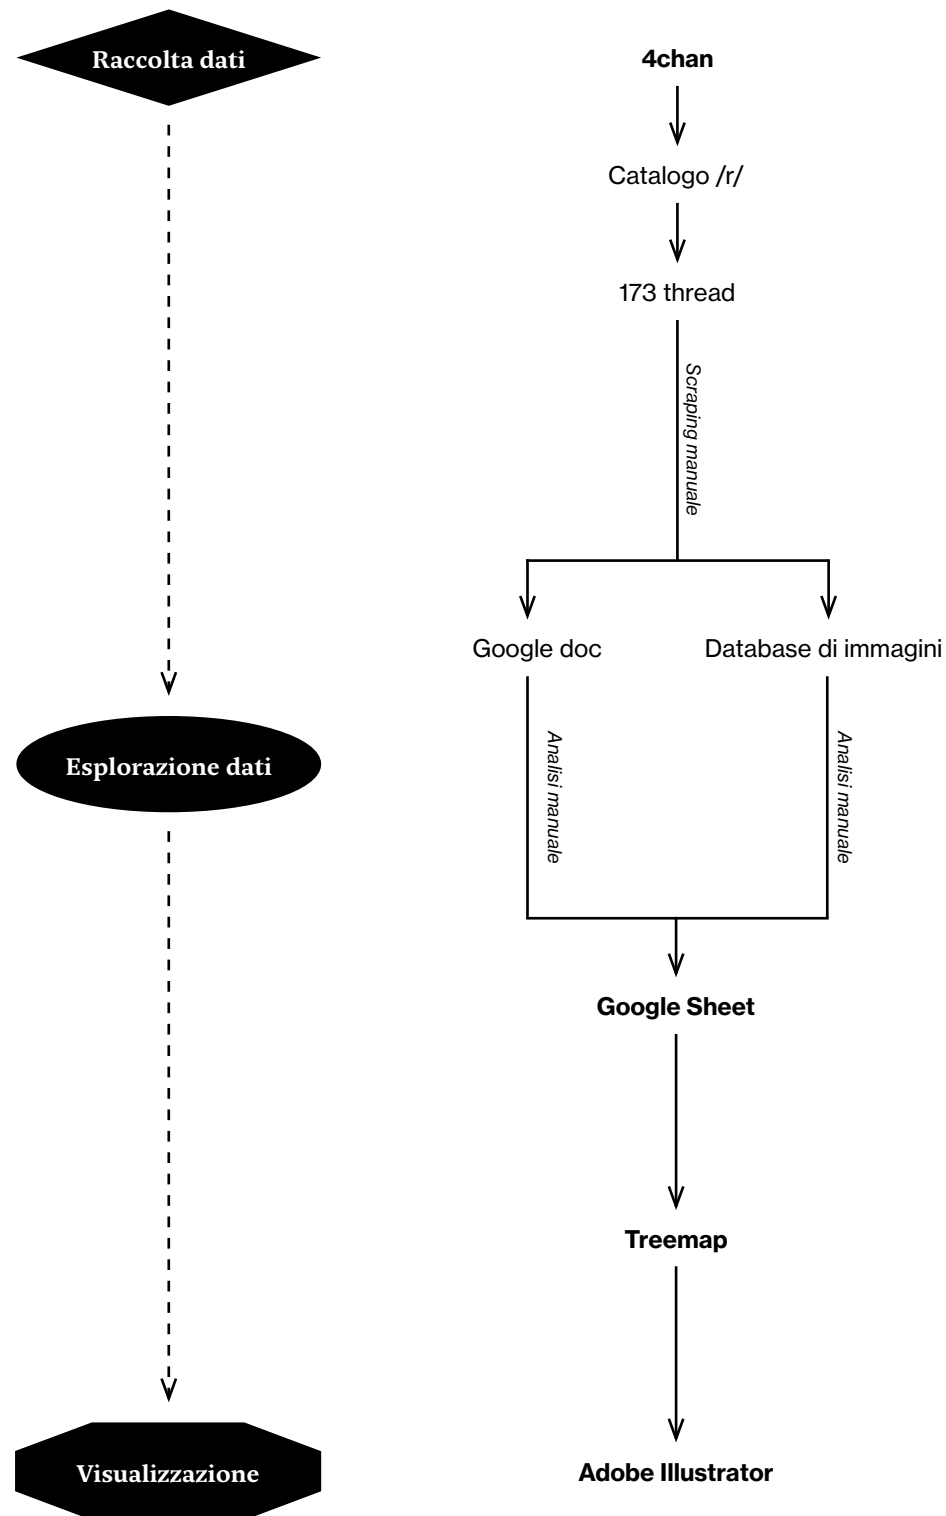 Raccolta dati
4chan
Catalogo /r/
173 thread
Scraping manuale
Google doc
Database di immagini
Esplorazione dati
Analisi manuale
Analisi manuale
Google Sheet
Treemap
Visualizzazione
Adobe Illustrator